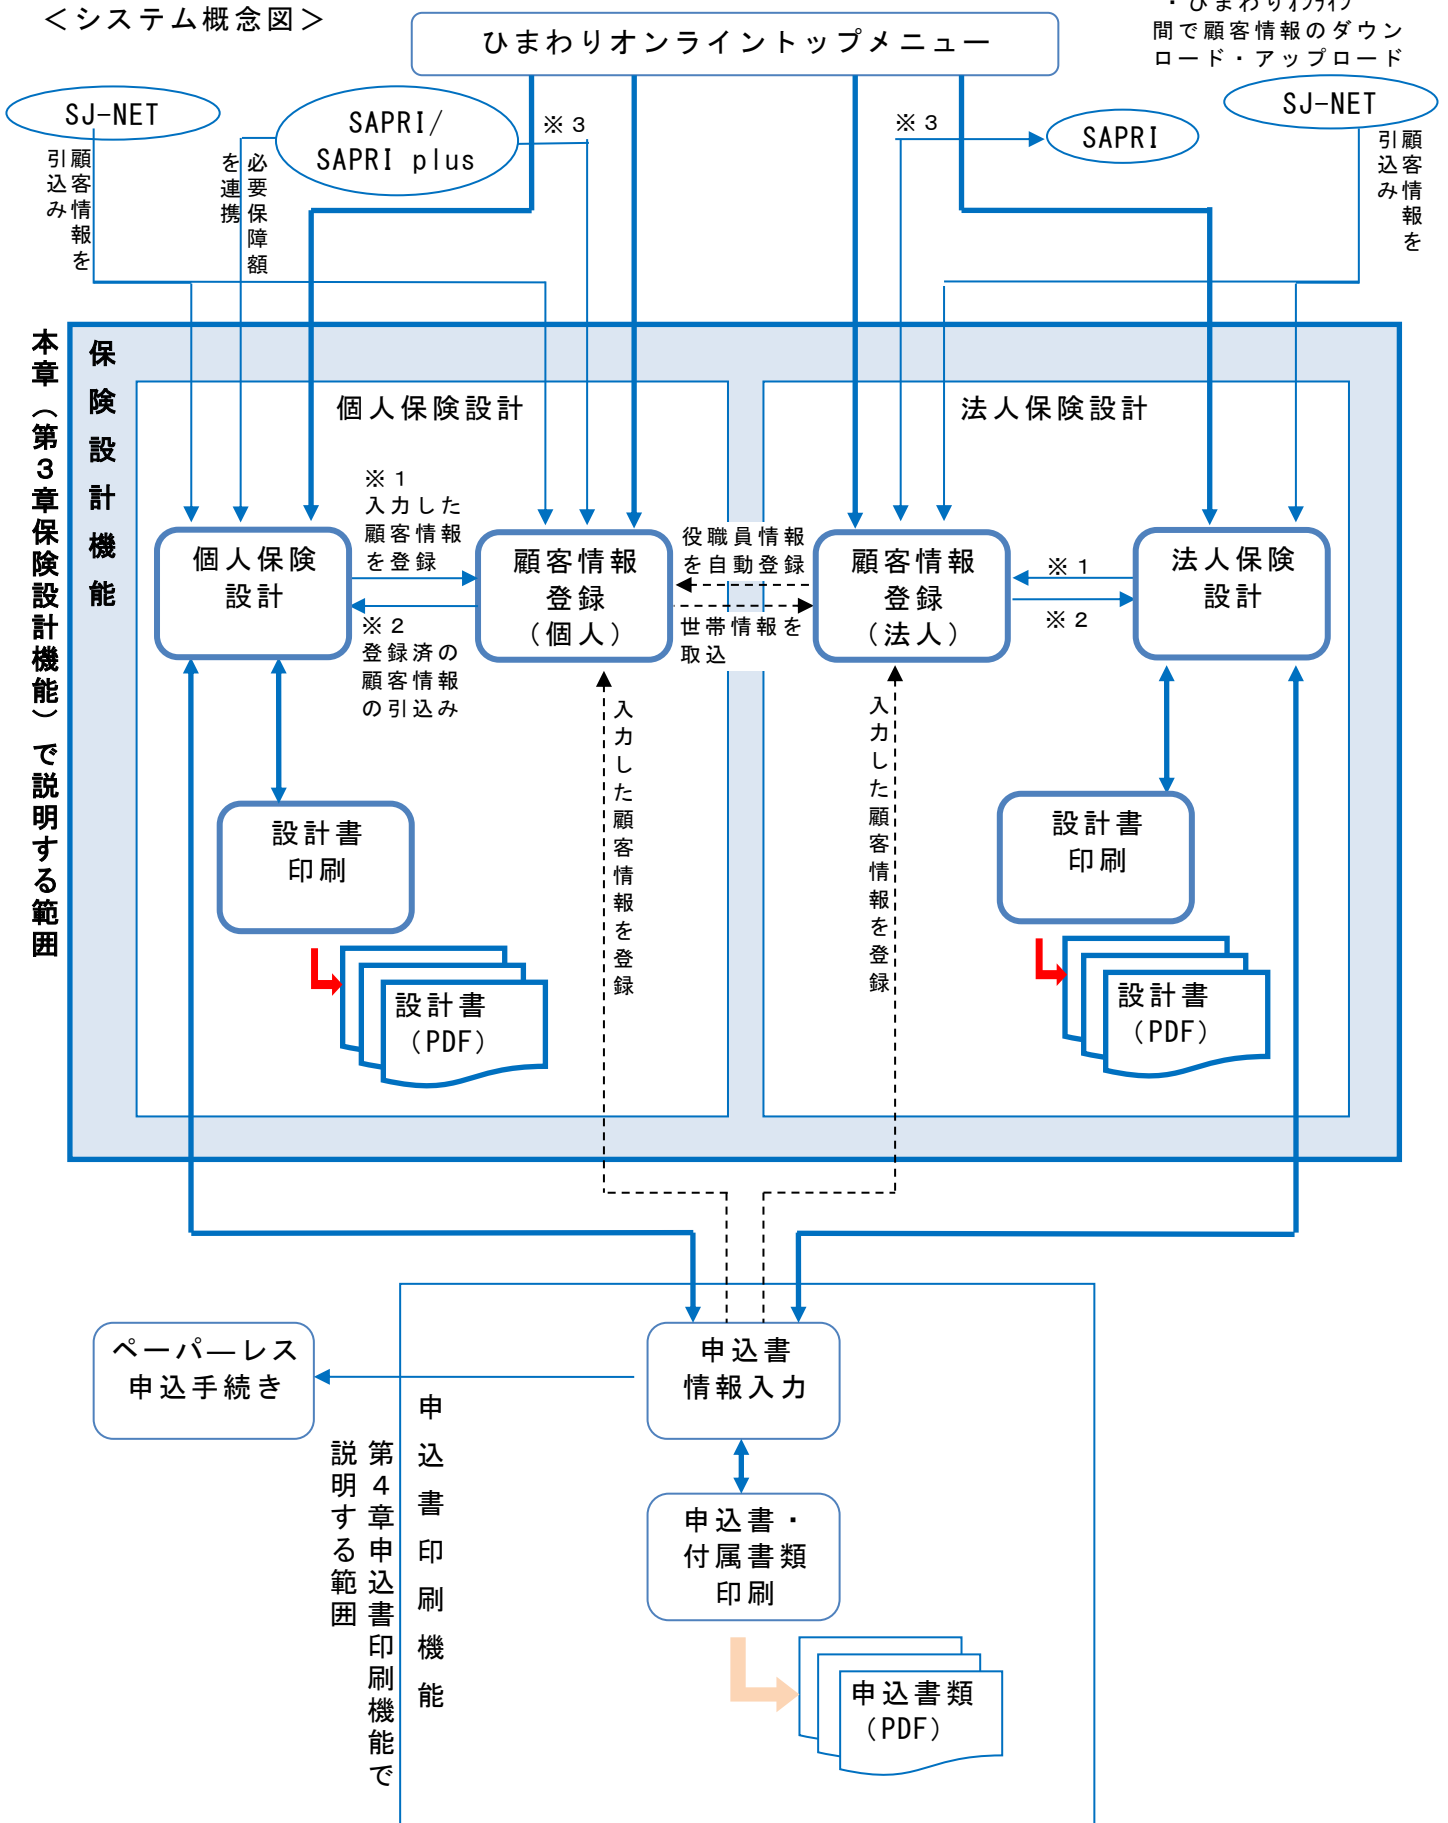 ＜システム概念図＞
・ひまわりｵﾝﾗｲﾝ
間で顧客情報のダウン
ロード・アップロード
ひまわりオンライントップメニュー
SJ−NET
SAPRI/
SAPRI plus
※３
※３
SAPRI
SJ−NET
顧客情報を
引込み
必要保障額
を連携
顧客情報を
引込み
本章（第３章保険設計機能）で説明する範囲
保険設計機能
個人保険設計
法人保険設計
※１
入力した
顧客情報
を登録
個人保険
設計
顧客情報
登録
（個人）
役職員情報
を自動登録
世帯情報を
取込
顧客情報
登録
（法人）
※１
※２
法人保険
設計
※２
登録済の
顧客情報
の引込み
入力した顧客情報を登録
入力した顧客情報を登録
設計書
印刷
設計書
印刷
設計書
（PDF）
設計書
（PDF）
ペーパ―レス
申込手続き
申込書
情報入力
第４章申込書印刷機能で
説明する範囲
申込書印刷機能
申込書・
付属書類
印刷
申込書類
（PDF）